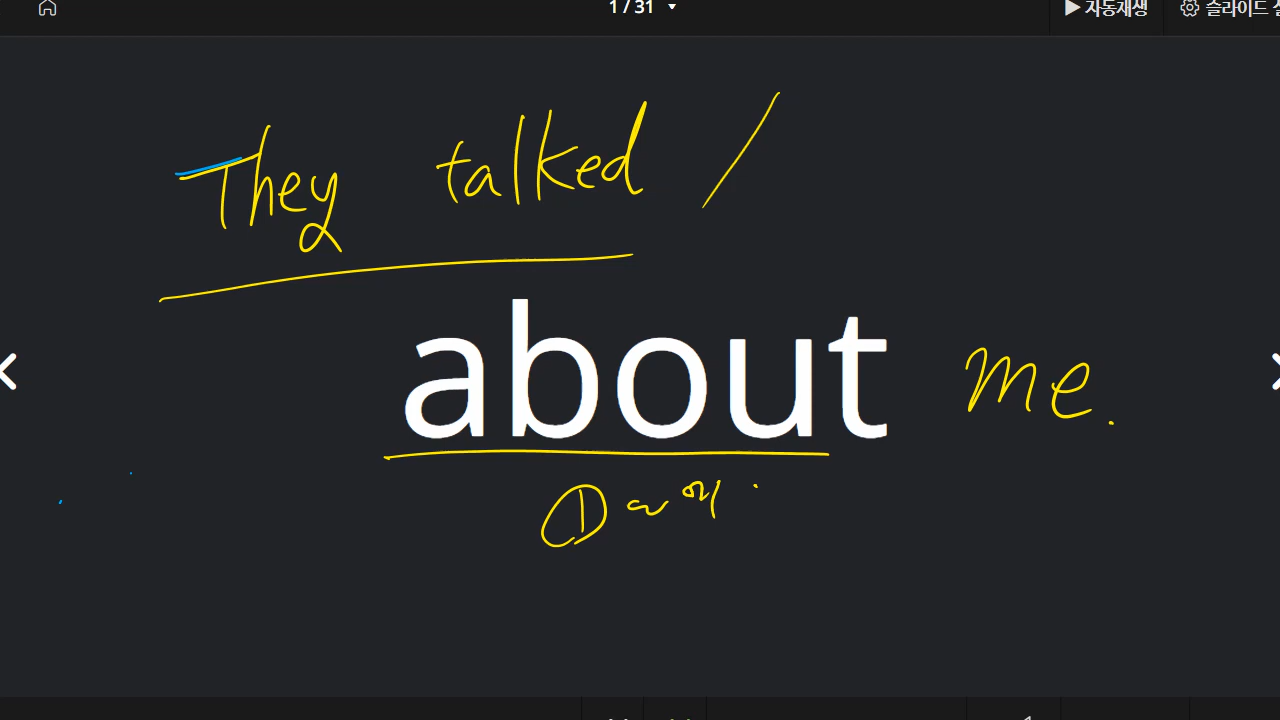 1 / 31
▶ 자동재생
슬라이드
They talked /
about me.
① ~에